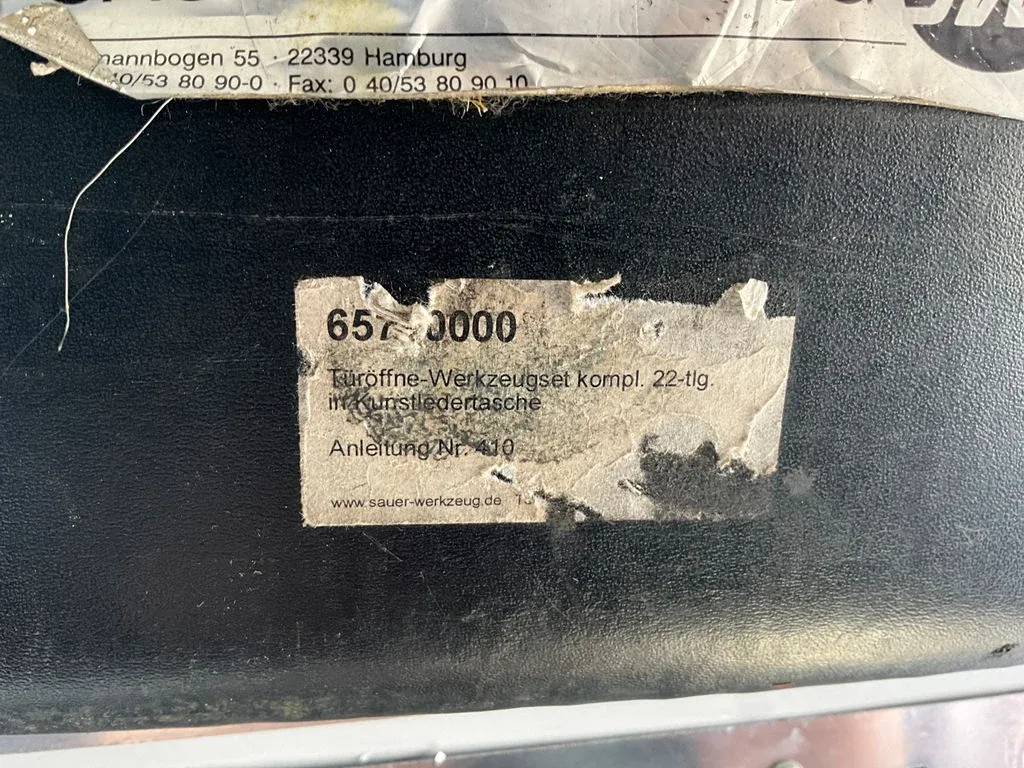 mannbogen 55 · 22339 Hamburg
40/53 80 90-0 · Fax: 0 40/53 80 90 10
Türöffne-Werkzeugset kompl. 22-tlg.
in Kunstledertasche
Anleitung Nr. 410
www.sauer-werkzeug.de